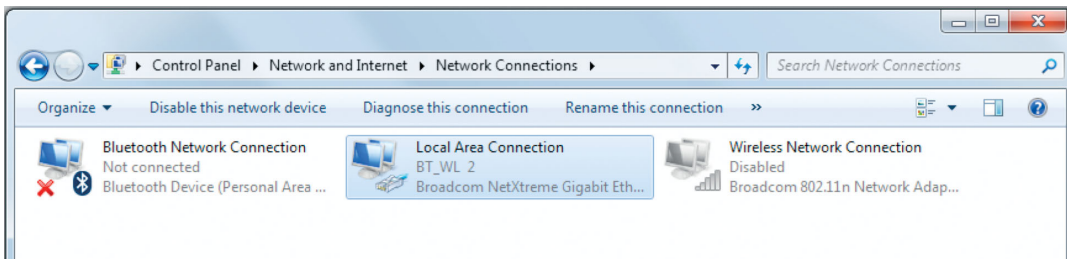 Control Panel ▸ Network and Internet ▸ Network Connections ▸
Search Network Connections
Organize Disable this network device Diagnose this connection Rename this connection »
Bluetooth Network Connection
Not connected
Bluetooth Device (Personal Area ...
Local Area Connection
BT_WL 2
Broadcom NetXtreme Gigabit Eth...
Wireless Network Connection
Disabled
Broadcom 802.11n Network Adap...